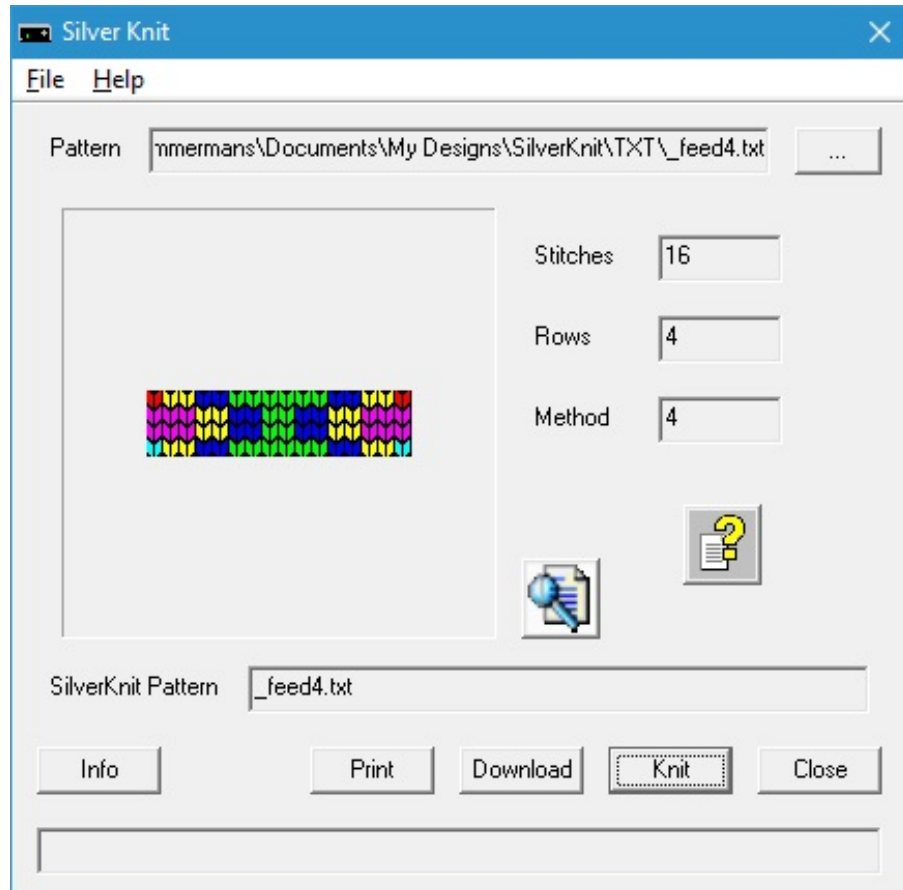 Silver Knit
File Help
Pattern mmermans\Documents\My Designs\SilverKnit\TXT\_feed4.txt ...
Stitches 16
Rows 4
Method 4
SilverKnit Pattern _feed4.txt
Info Print Download Knit Close